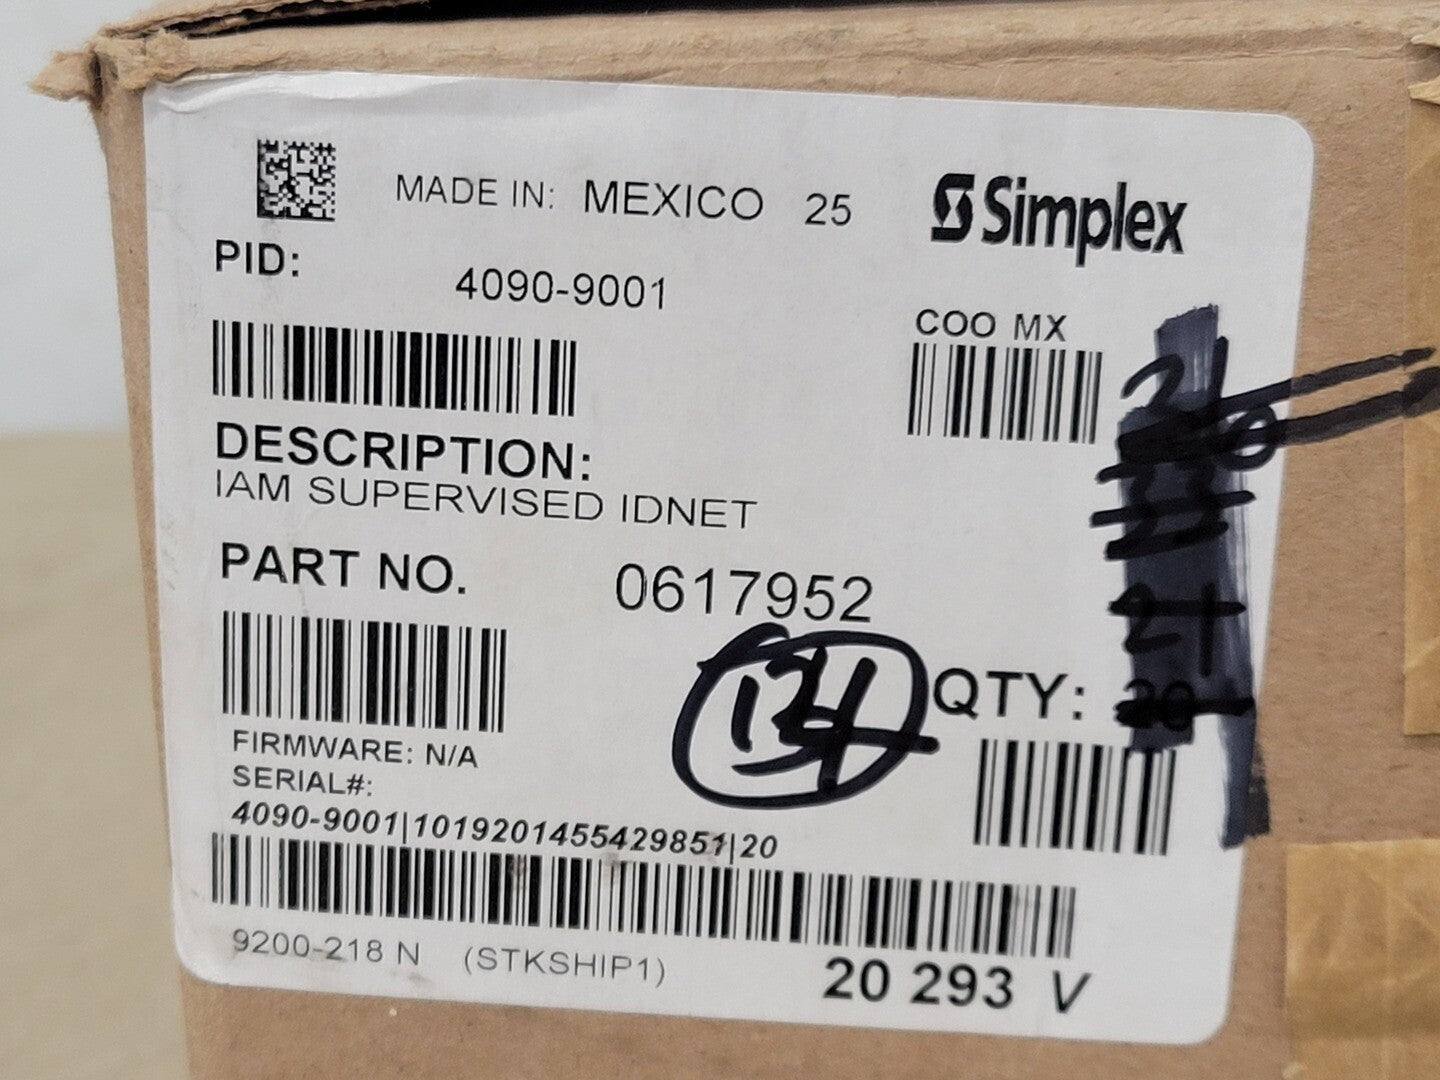 MADE IN: MEXICO 25
Simplex
PID:
4090-9001
COO MX
DESCRIPTION:
IAM SUPERVISED IDNET
PART NO. 0617952
QTY:
FIRMWARE: N/A
SERIAL#:
4090-9001|1019201455429851|20
9200-218 N (STKSHIP1)
20 293 V